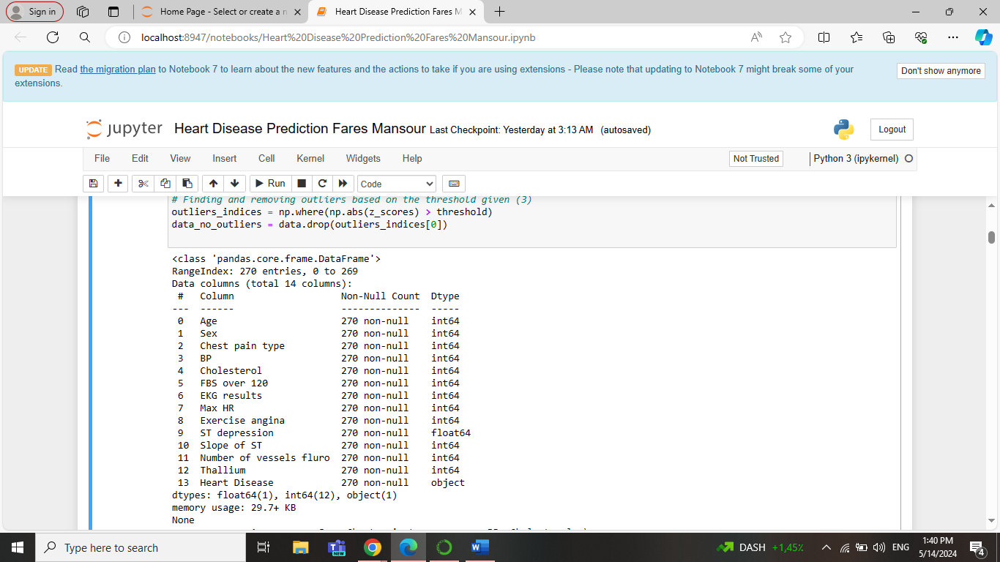 Sign in
Home Page - Select or create a n
Heart Disease Prediction Fares M
localhost:8947/notebooks/Heart%20Disease%20Prediction%20Fares%20Mansour.ipynb
UPDATE Read the migration plan to Notebook 7 to learn about the new features and the actions to take if you are using extensions - Please note that updating to Notebook 7 might break some of your
extensions.
Don't show anymore
jupyter Heart Disease Prediction Fares Mansour Last Checkpoint: Yesterday at 3:13 AM (autosaved)
Logout
File Edit View Insert Cell Kernel Widgets Help
Not Trusted
Python 3 (ipykernel)
Run
Code
# Finding and removing outliers based on the threshold given (3)
outliers_indices = np.where(np.abs(z_scores) > threshold)
data_no_outliers = data.drop(outliers_indices[0])
<class 'pandas.core.frame.DataFrame'>
RangeIndex: 270 entries, 0 to 269
Data columns (total 14 columns):
# Column Non-Null Count Dtype
--- ------ -------------- -----
0 Age 270 non-null int64
1 Sex 270 non-null int64
2 Chest pain type 270 non-null int64
3 BP 270 non-null int64
4 Cholesterol 270 non-null int64
5 FBS over 120 270 non-null int64
6 EKG results 270 non-null int64
7 Max HR 270 non-null int64
8 Exercise angina 270 non-null int64
9 ST depression 270 non-null float64
10 Slope of ST 270 non-null int64
11 Number of vessels fluro 270 non-null int64
12 Thallium 270 non-null int64
13 Heart Disease 270 non-null object
dtypes: float64(1), int64(12), object(1)
memory usage: 29.7+ KB
None
Type here to search
NEW
DASH +1,45%
ENG
1:40 PM
5/14/2024
4